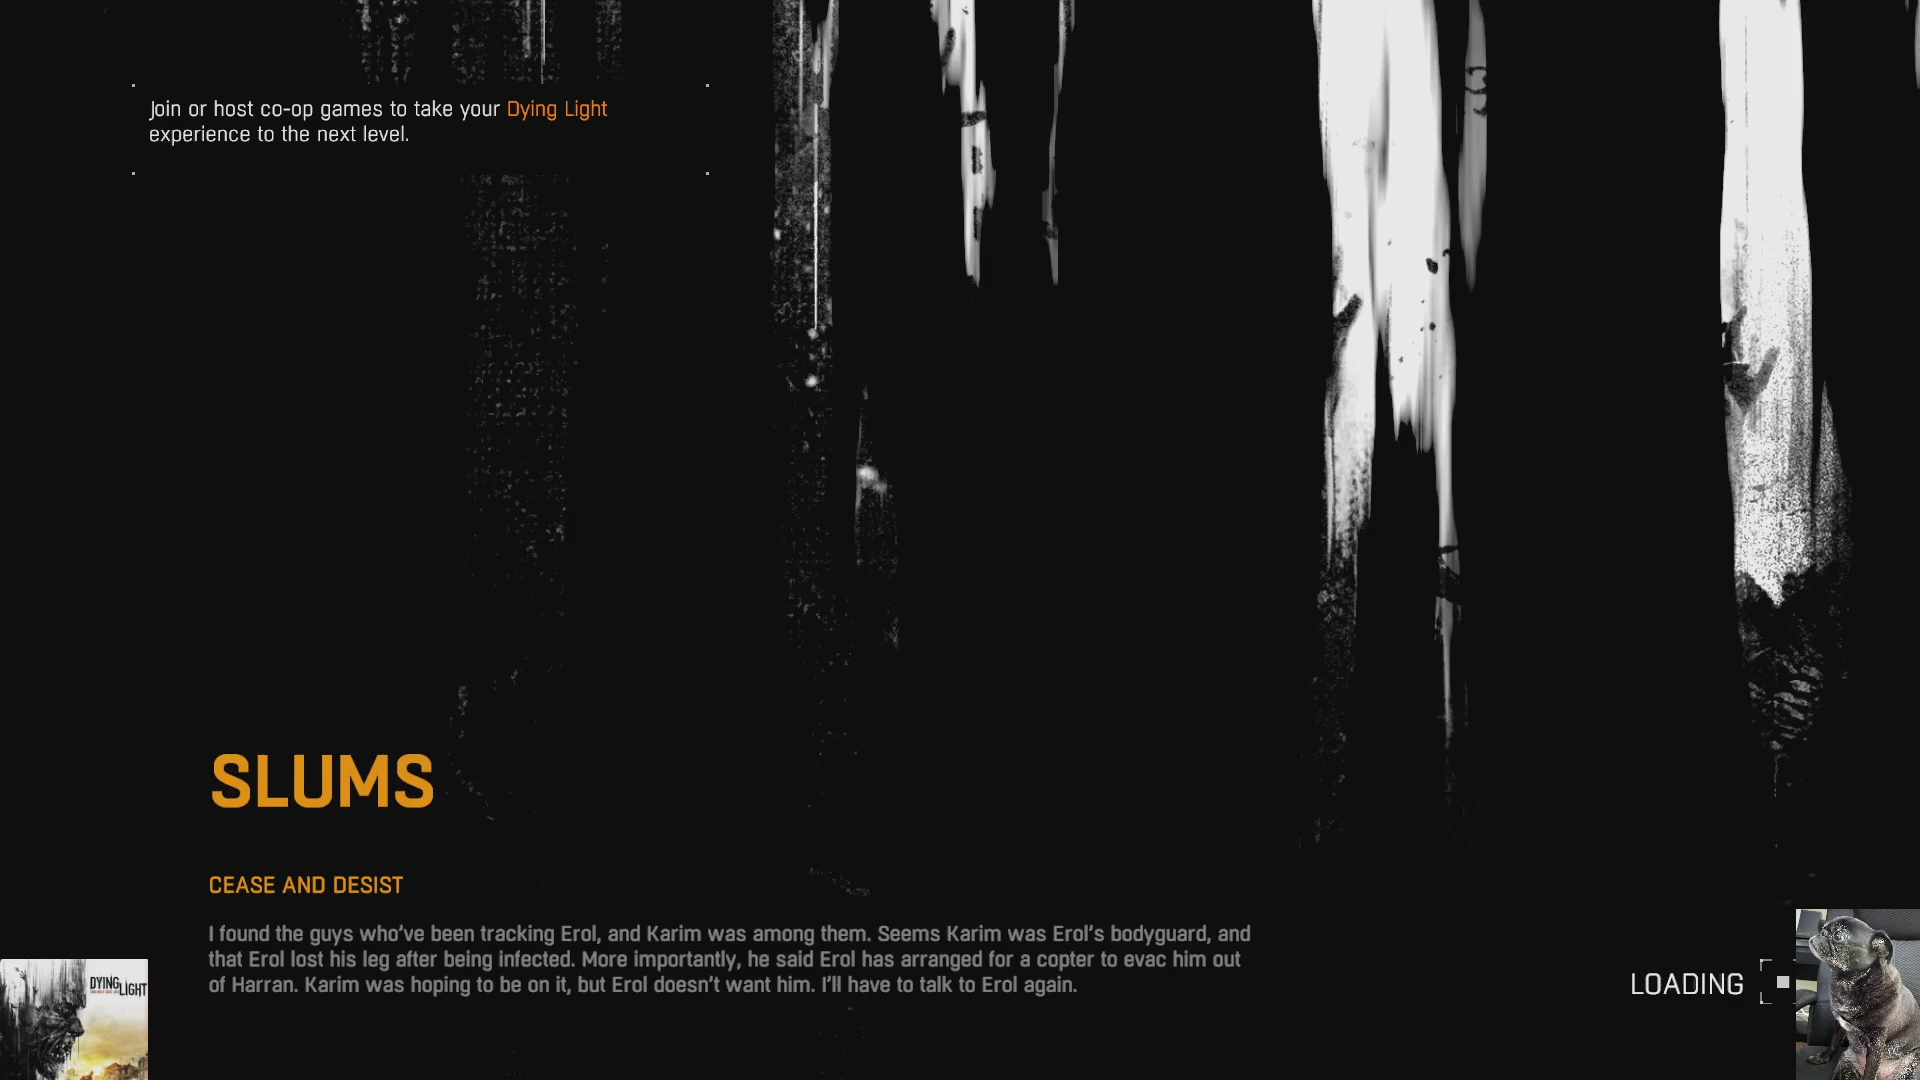 Join or host co-op games to take your Dying Light
experience to the next level.
SLUMS
CEASE AND DESIST
I found the guys who've been tracking Erol, and Karim was among them. Seems Karim was Erol's bodyguard, and
that Erol lost his leg after being infected. More importantly, he said Erol has arranged for a copter to evac him out
of Harran. Karim was hoping to be on it, but Erol doesn't want him. I'll have to talk to Erol again.
DYING
LIGHT
LOADING